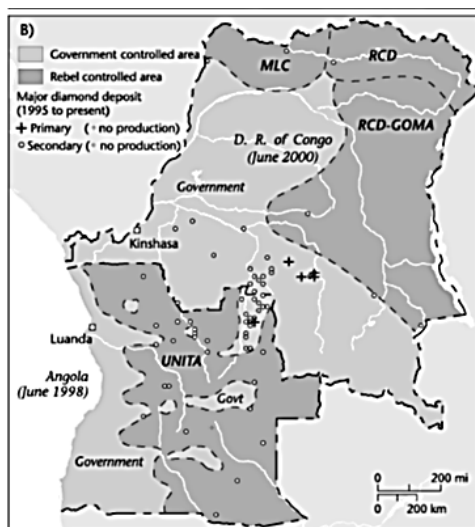 B)
Government controlled area
Rebel controlled area
Major diamond deposit
(1995 to present)
+ Primary (+ no production)
○ Secondary (∘ no production)
MLC
RCD
RCD-GOMA
D. R. of Congo
(June 2000)
Government
Kinshasa
Luanda
UNITA
Angola
(June 1998)
Govt
Government
0 200 mi
0 200 km